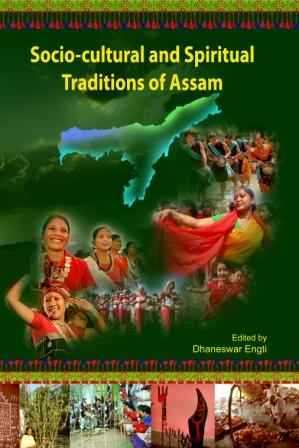 Socio-cultural and Spiritual
Traditions of Assam
Edited by
Dhaneswar Engti